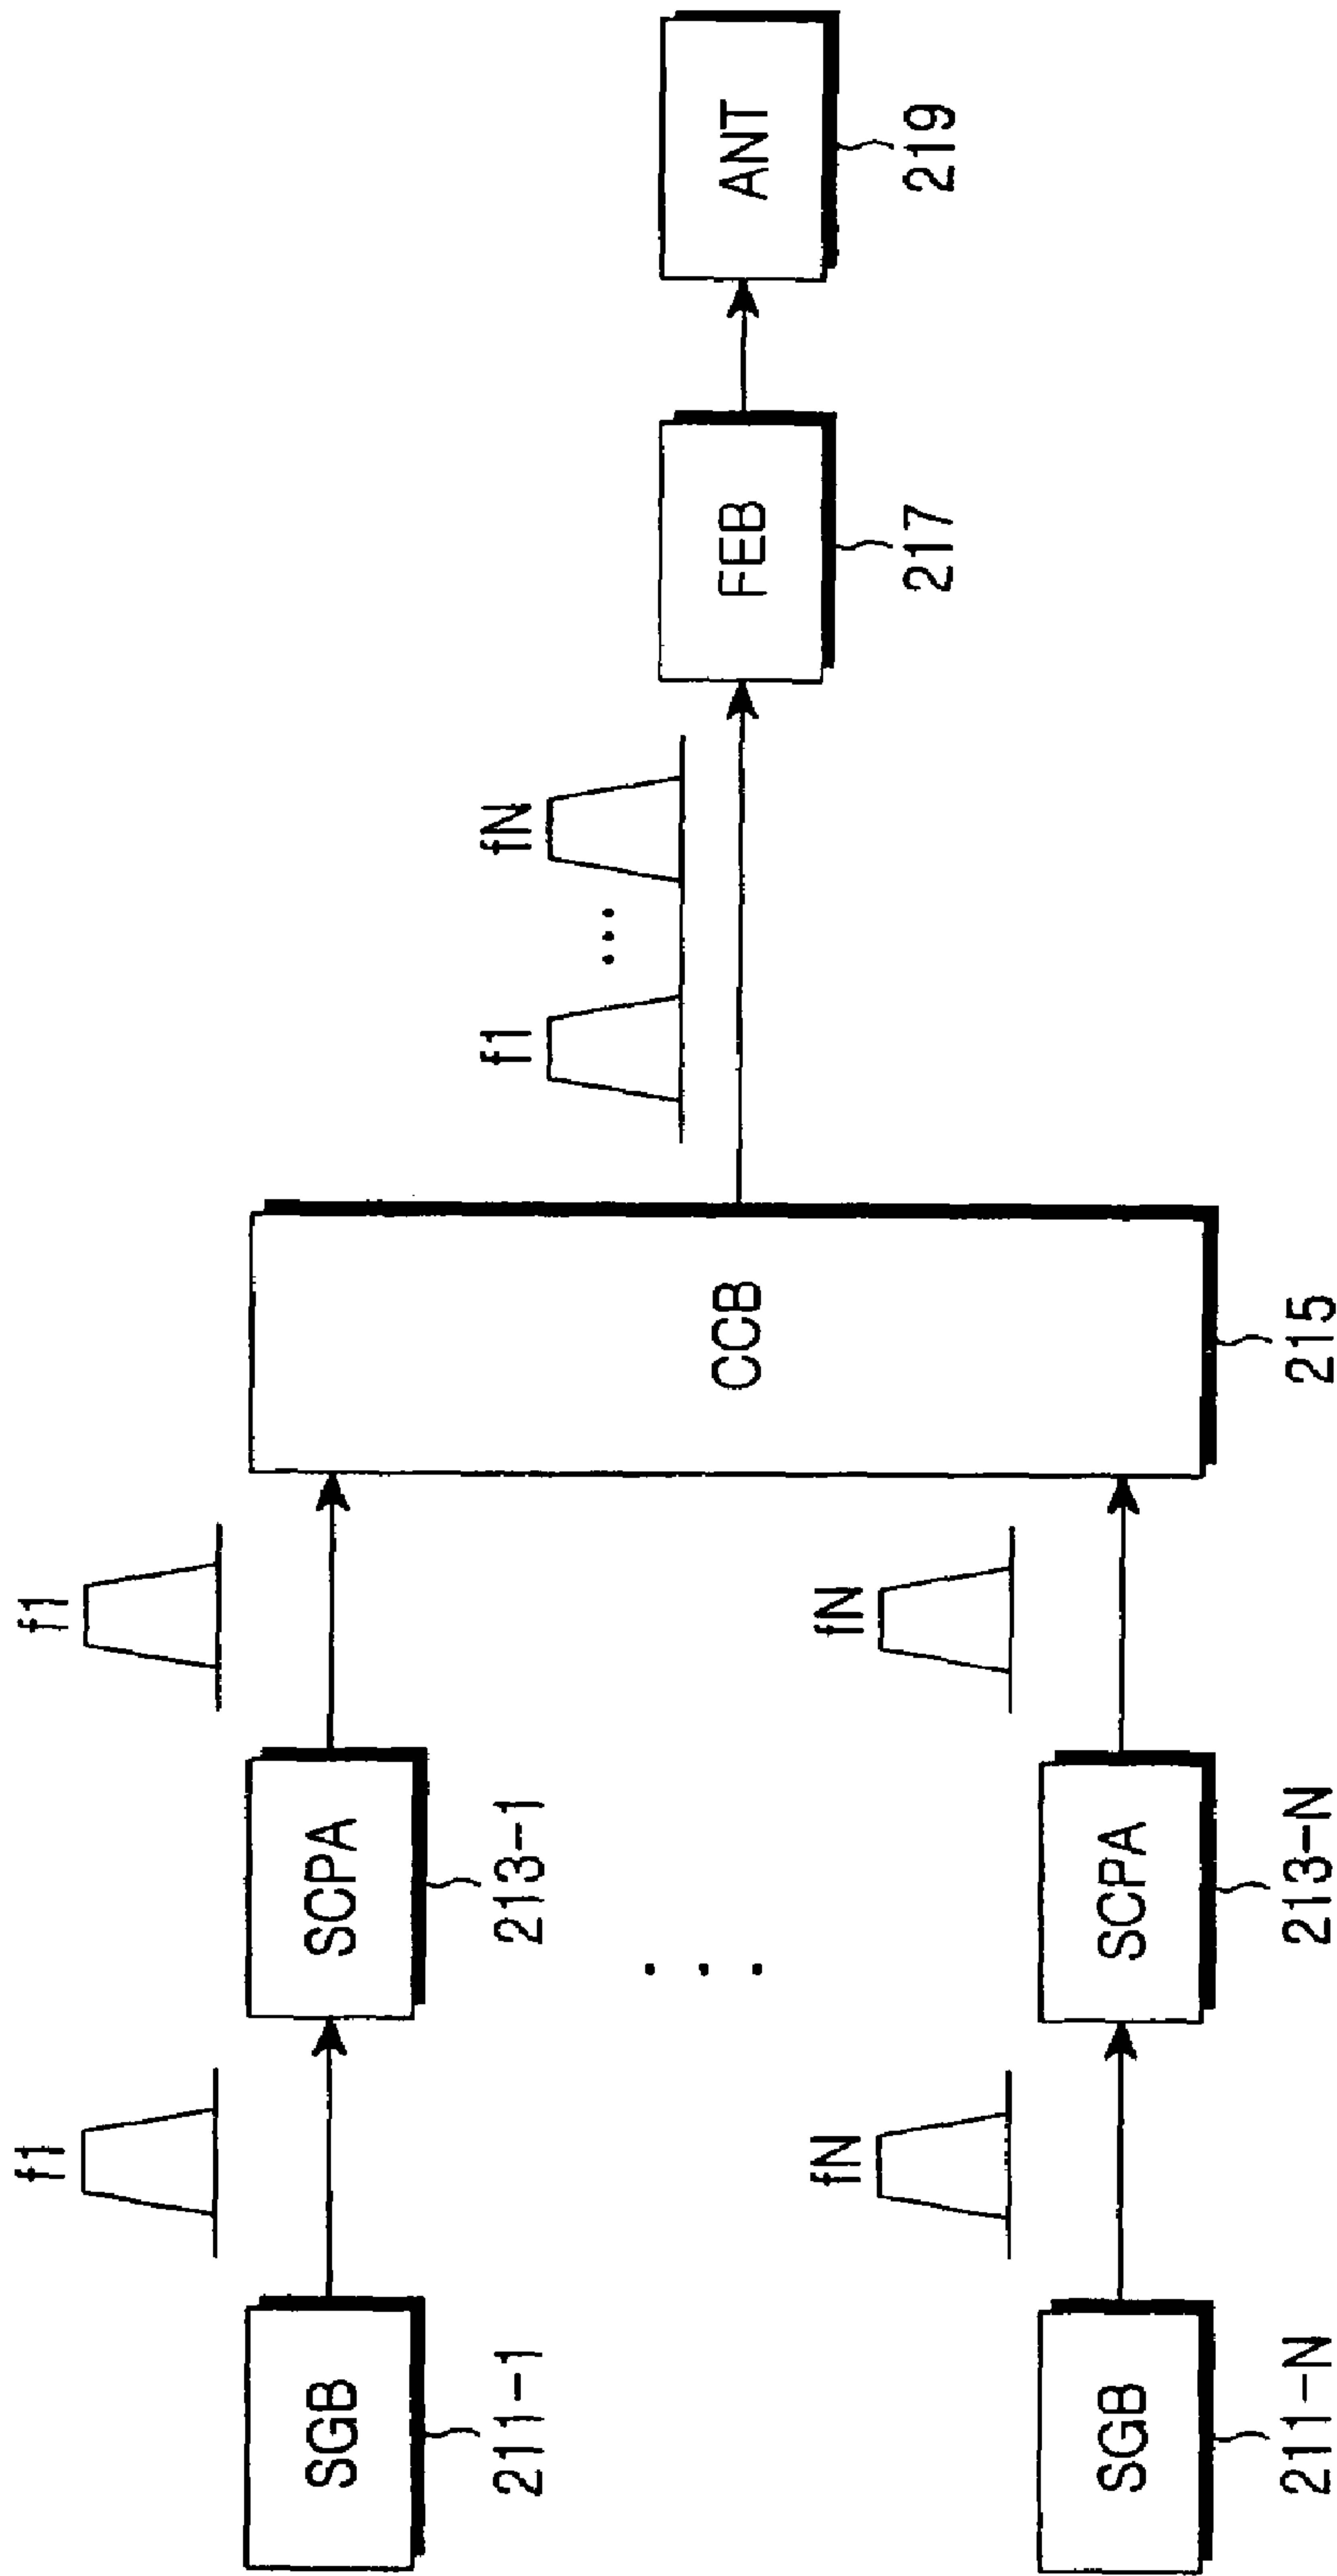 f1
f1
SGB
SCPA
211-1
213-1
f1 ... fN
CCB
FEB
ANT
215
217
219
. . .
fN
fN
SGB
SCPA
211-N
213-N